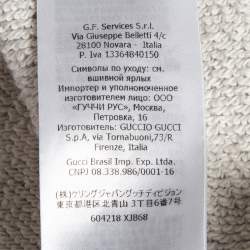 G.F. Services S.r.l.
Via Giuseppe Belletti 4/c
28100 Novara - Italia
P. Iva 13364840150
Символы по уходу: см.
вшивной ярлык
Импортер и уполномоченное
изготовителем лицо: ООО
«ГУЧЧИ РУС», Москва,
Петровка, 16
Изготовитель: GUCCIO GUCCI
S.p.A, via Tornabuoni,73/R
Firenze, Italia
Gucci Brasil Imp. Exp. Ltda.
CNPJ 08.338.986/0001-16
(株)ケリングジャパングッチディビジョン
東京都港区北青山3丁目6番7号
604218 XJB68